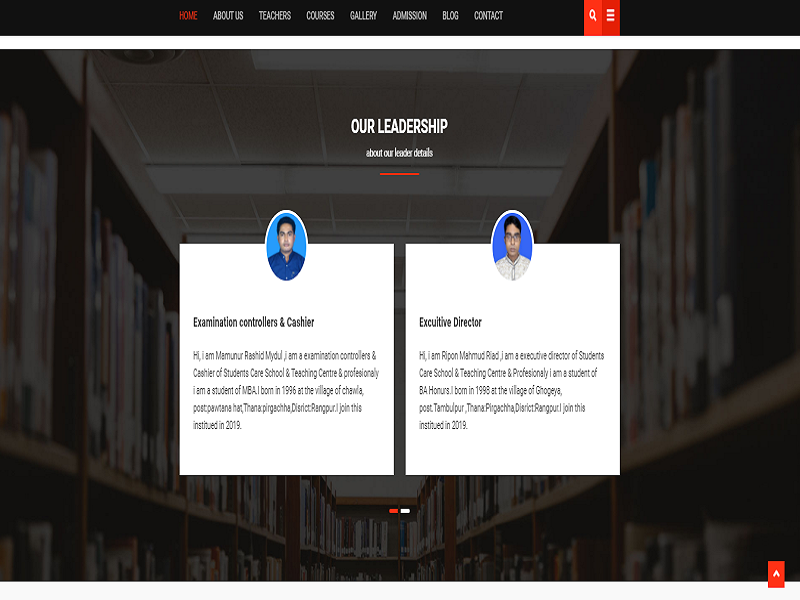 HOME ABOUT US TEACHERS COURSES GALLERY ADMISSION BLOG CONTACT
OUR LEADERSHIP
about our leader details
Examination controllers & Cashier
Hi, i am Mamunur Rashid Mydul ,i am a examination controllers &
Cashier of Students Care School & Teaching Centre & profesionaly
i am a student of MBA.I born in 1996 at the village of chawla,
post;pawtana hat,Thana:pirgachha,Disrict:Rangpur.I join this
institued in 2019.
Excuitive Director
Hi, i am Ripon Mahmud Riad ,i am a executive director of Students
Care School & Teaching Centre & Profesionaly i am a student of
BA Honurs.I born in 1998 at the village of Ghogeya,
post.Tambulpur ,Thana:Pirgachha,Disrict:Rangpur.I join this
institued in 2019.